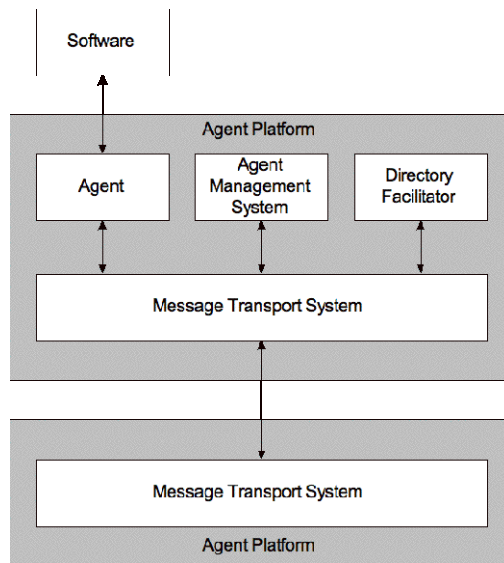 Software
Agent Platform
Agent
Agent
Management
System
Directory
Facilitator
Message Transport System
Message Transport System
Agent Platform